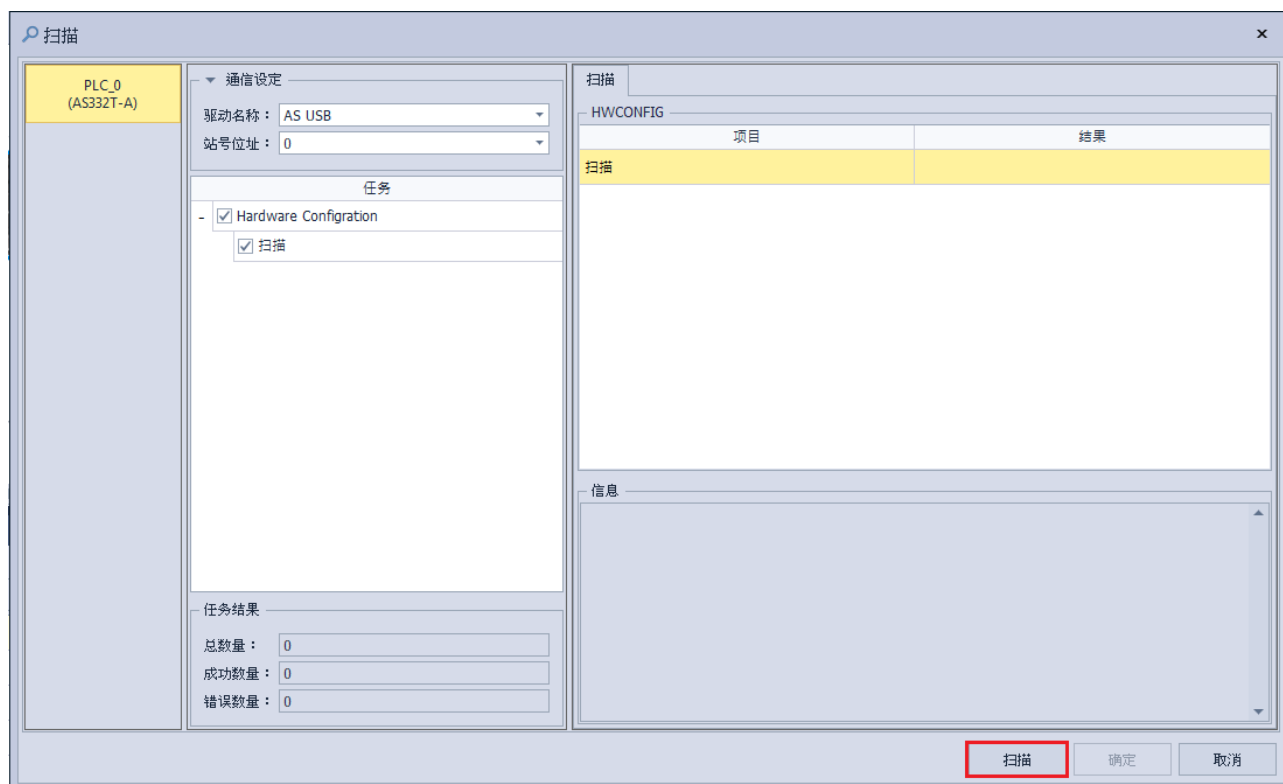 扫描
PLC_0
(AS332T-A)
通信设定
驱动名称： AS USB
站号位址： 0
任务
- Hardware Configration
扫描
任务结果
总数量： 0
成功数量： 0
错误数量： 0
扫描
HWCONFIG
项目 结果
扫描
信息
扫描 确定 取消